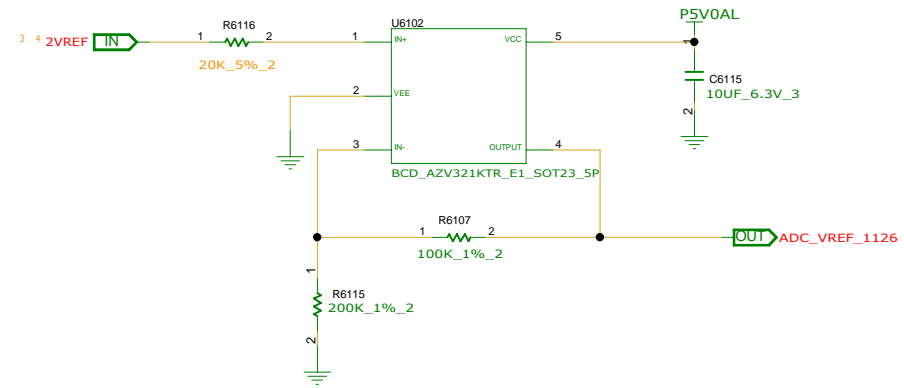 P5V0AL
R6116
U6102
3 4 2VREF IN 1 2 1 IN+ VCC 5 1
20K_5%_2
C6115
10UF_6.3V_3
2 VEE
2
3 IN- OUTPUT 4
BCD_AZV321KTR_E1_SOT23_5P
R6107
1 2 OUT ADC_VREF_1126
100K_1%_2
1
R6115
200K_1%_2
2